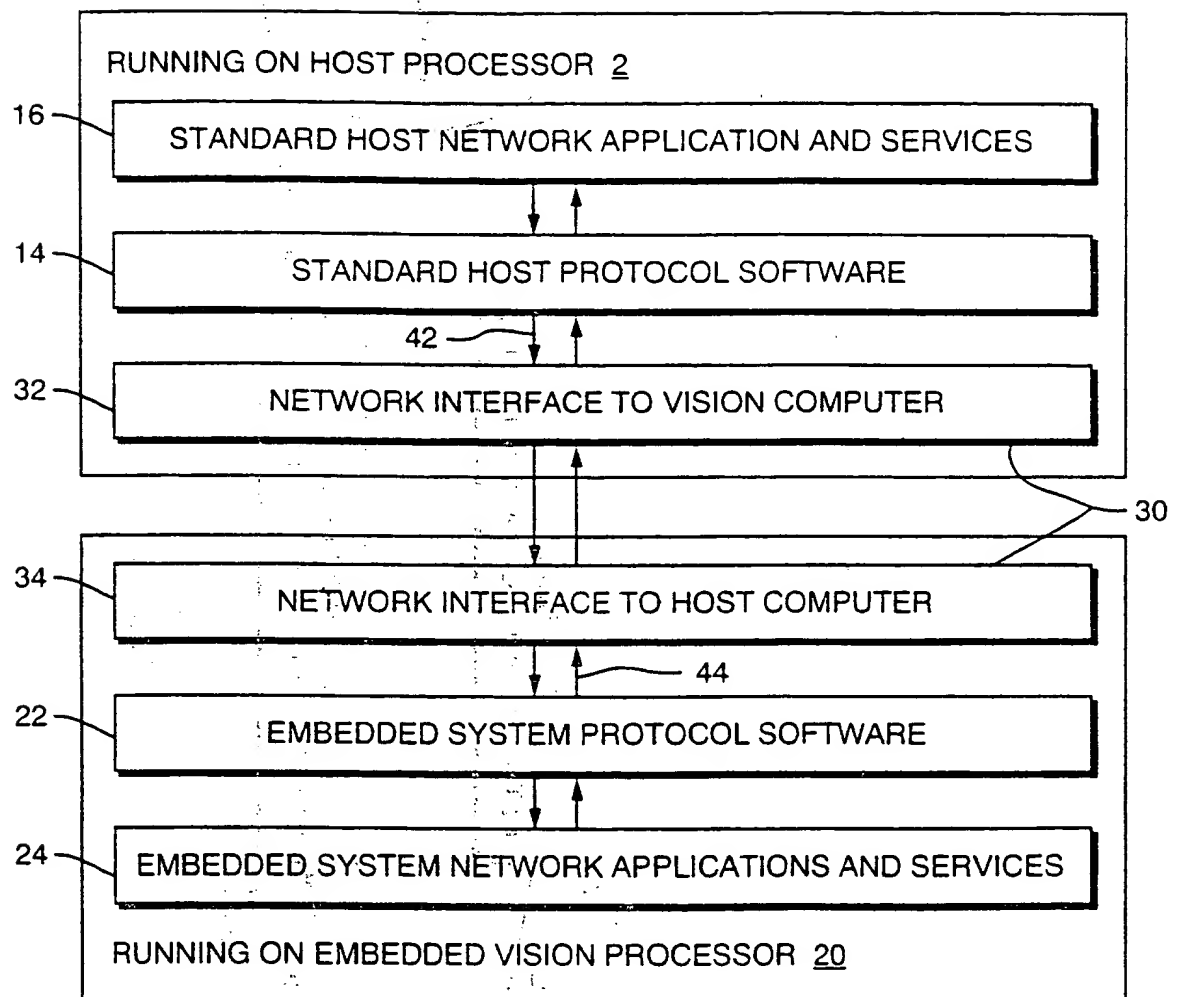 RUNNING ON HOST PROCESSOR 2
16
STANDARD HOST NETWORK APPLICATION AND SERVICES
14
STANDARD HOST PROTOCOL SOFTWARE
42
32
NETWORK INTERFACE TO VISION COMPUTER
30
34
NETWORK INTERFACE TO HOST COMPUTER
44
22
EMBEDDED SYSTEM PROTOCOL SOFTWARE
24
EMBEDDED SYSTEM NETWORK APPLICATIONS AND SERVICES
RUNNING ON EMBEDDED VISION PROCESSOR 20